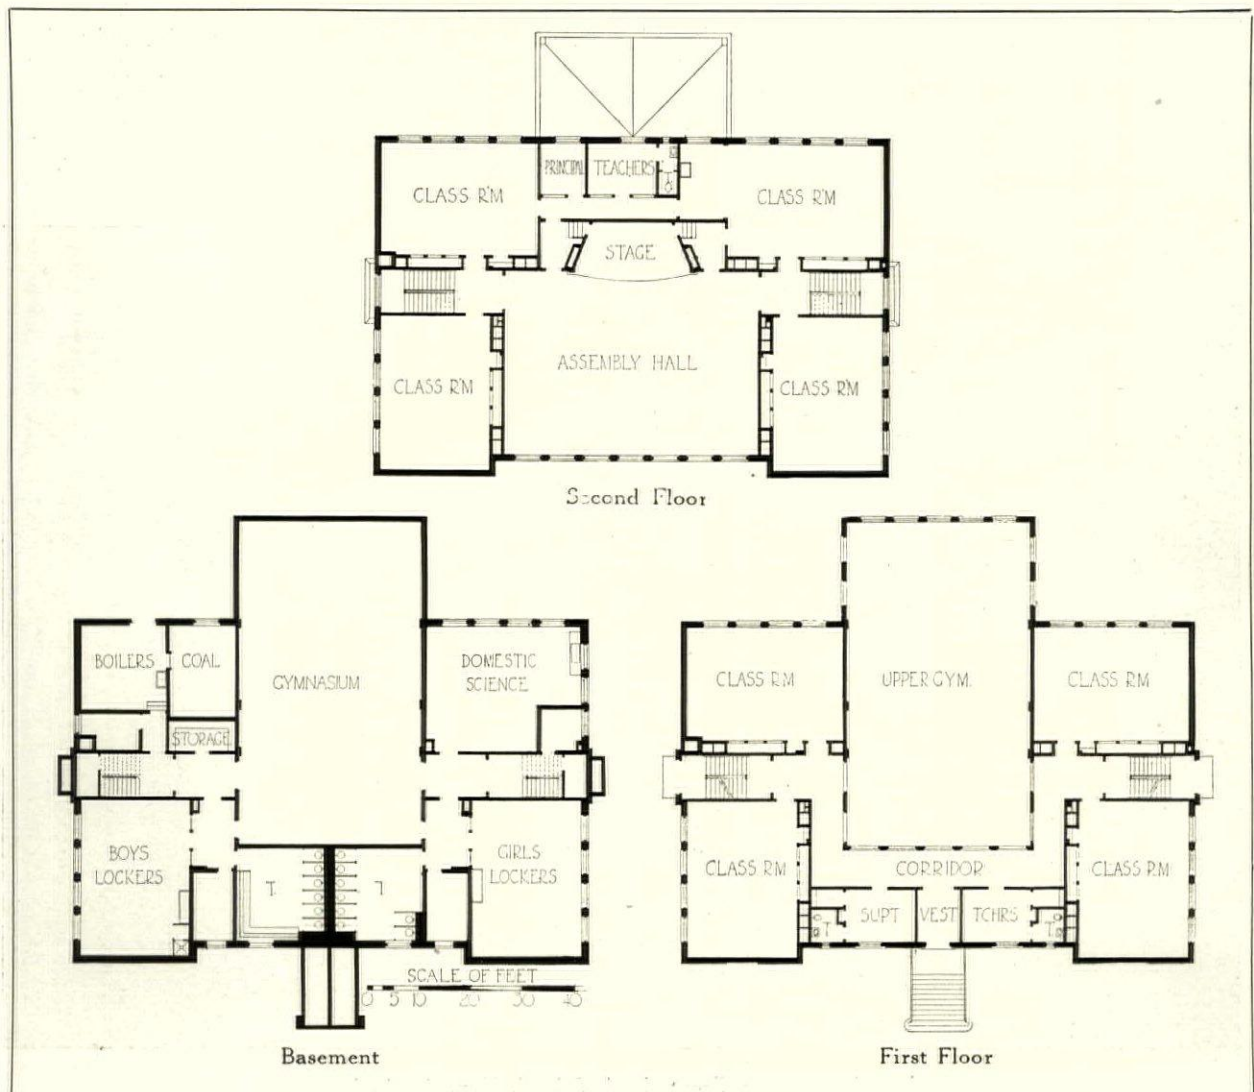 PRINCIPAL
TEACHERS
T
CLASS R'M
CLASS R'M
STAGE
ASSEMBLY HALL
CLASS R'M
CLASS R'M
Second Floor
BOILERS
COAL
GYMNASIUM
DOMESTIC
SCIENCE
STORAGE
BOYS
LOCKERS
T.
T
GIRLS
LOCKERS
SCALE OF FEET
0 5 10 20 30 40
Basement
CLASS RM
UPPER GYM.
CLASS RM
CLASS RM
CORRIDOR
CLASS RM
T
SUPT
VEST
TCHRS
T
First Floor